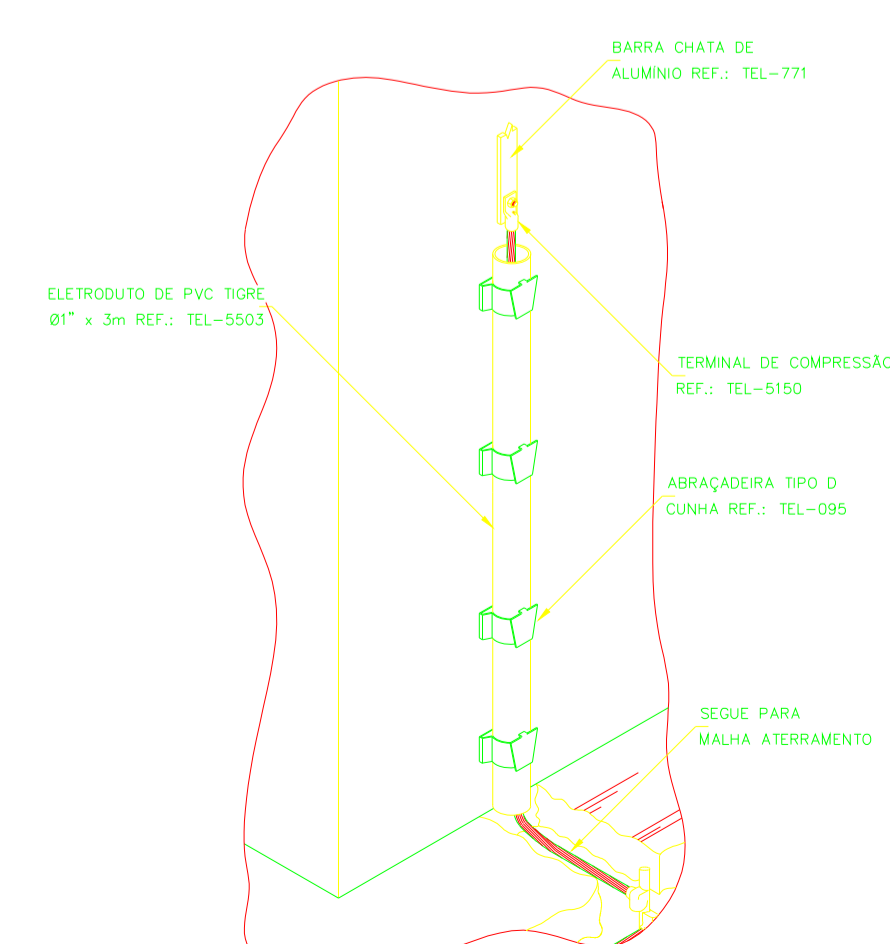 BARRA CHATA DE
ALUMÍNIO REF.: TEL-771
ELETRODUTO DE PVC TIGRE
Ø1" x 3m REF.: TEL-5503
TERMINAL DE COMPRESSÃO
REF.: TEL-5150
ABRAÇADEIRA TIPO D
CUNHA REF.: TEL-095
SEGUE PARA
MALHA ATERRAMENTO